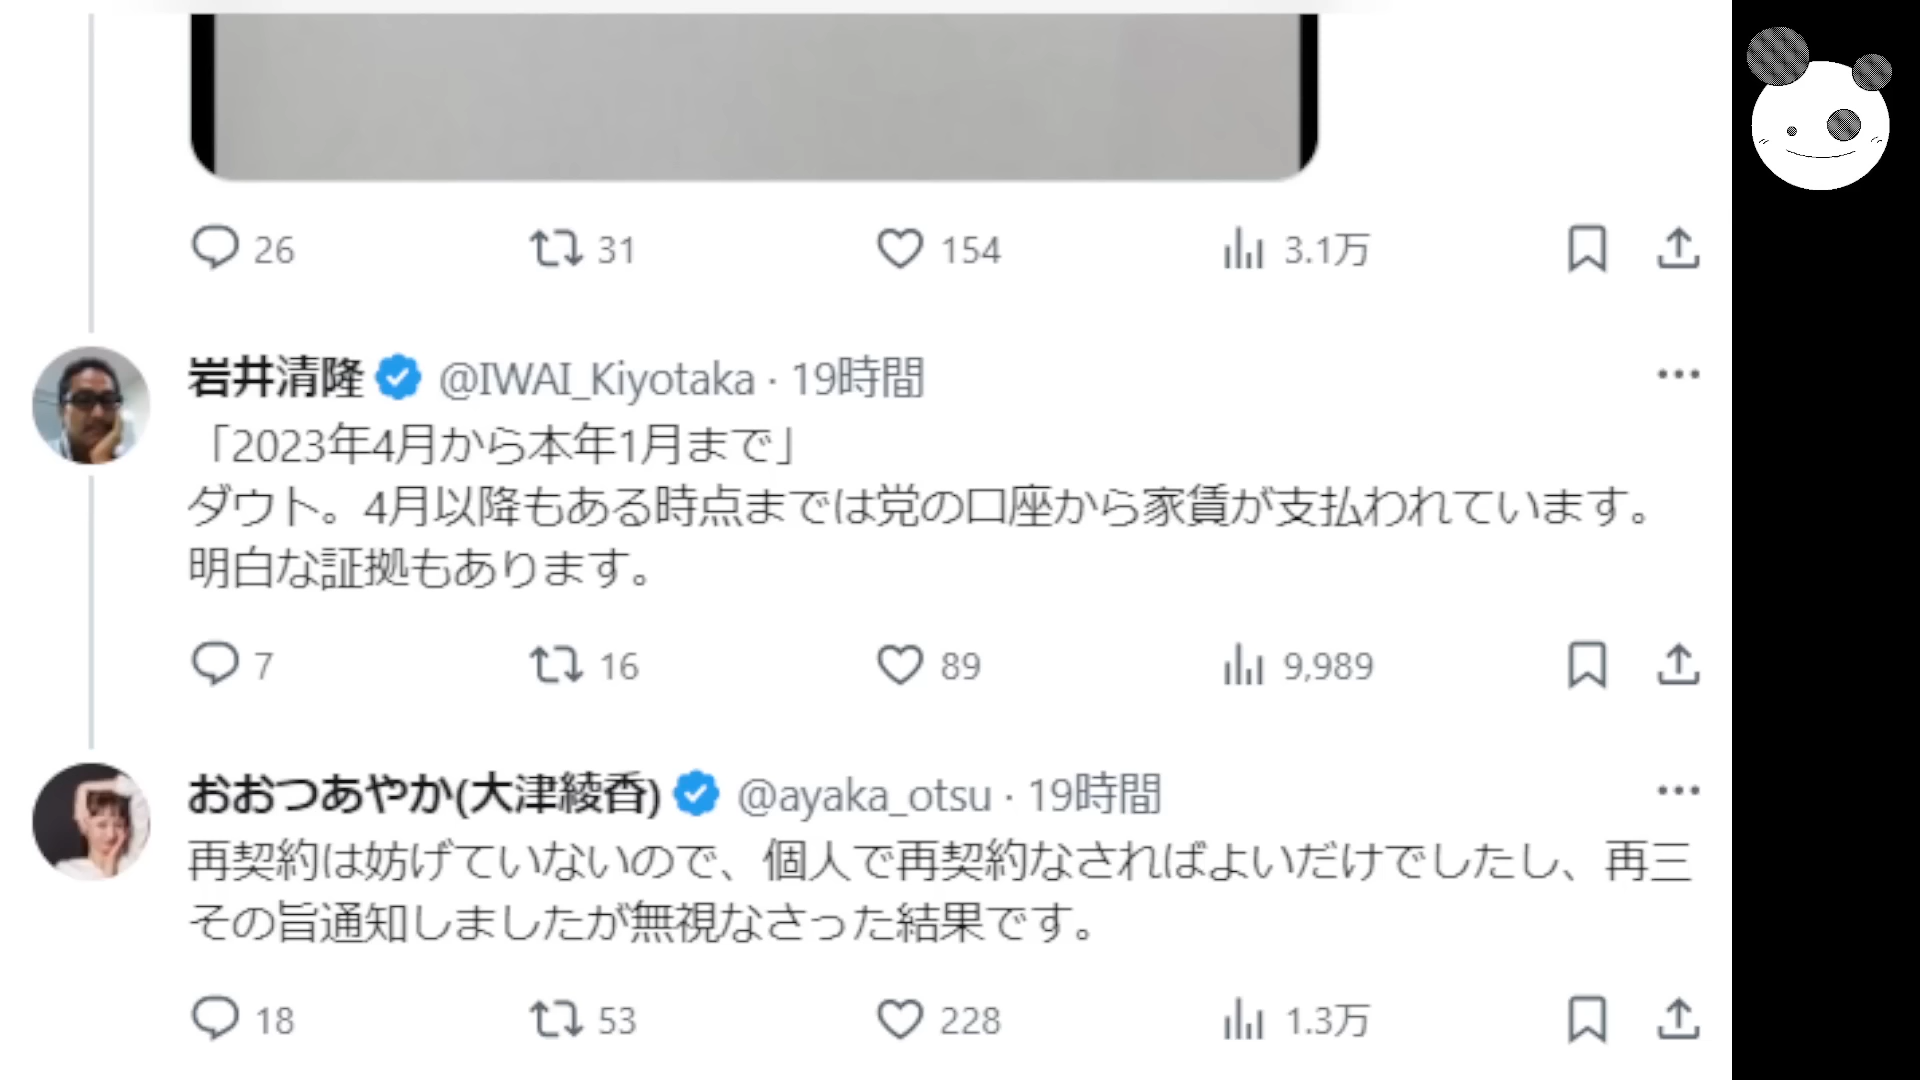 26 31 154 3.1万
岩井清隆 @IWAI_Kiyotaka · 19時間
「2023年4月から本年1月まで」
ダウト。4月以降もある時点までは党の口座から家賃が支払われています。
明白な証拠もあります。
7 16 89 9,989
おおつあやか(大津綾香) @ayaka_otsu · 19時間
再契約は妨げていないので、個人で再契約なされればよいだけでしたし、再三
その旨通知しましたが無視なさった結果です。
18 53 228 1.3万